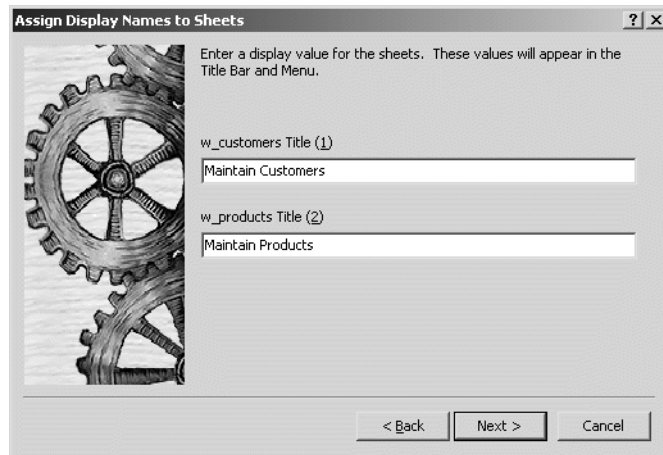 Assign Display Names to Sheets
Enter a display value for the sheets. These values will appear in the
Title Bar and Menu.
w_customers Title (1)
Maintain Customers
w_products Title (2)
Maintain Products
< Back
Next >
Cancel